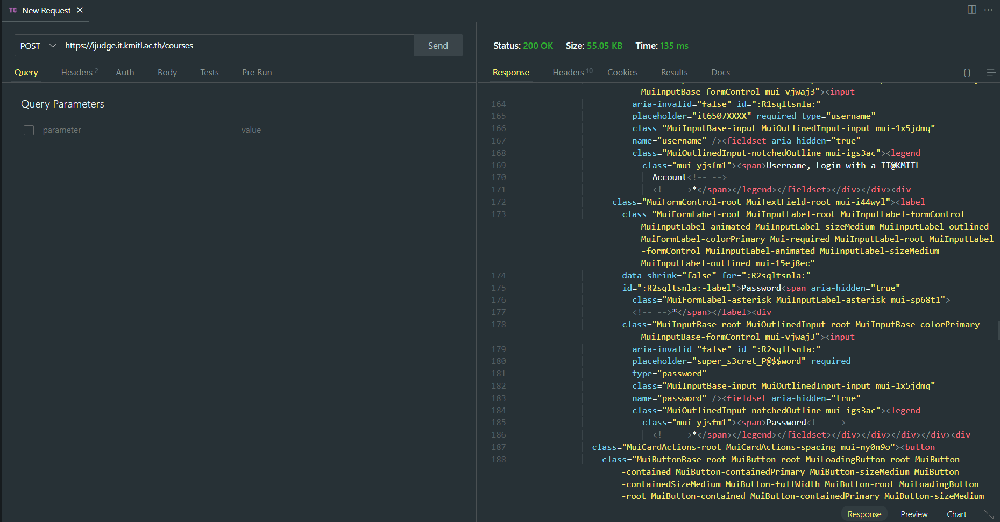 TC New Request
POST https://ijudge.it.kmitl.ac.th/courses Send
Query Headers 2 Auth Body Tests Pre Run
Query Parameters
parameter value
Status: 200 OK Size: 55.05 KB Time: 135 ms
Response Headers 10 Cookies Results Docs {}
MuiInputBase-formControl mui-vjwaj3"><input
164 aria-invalid="false" id=":R1sqltsnla:"
165 placeholder="it6507XXXX" required type="username"
166 class="MuiInputBase-input MuiOutlinedInput-input mui-1x5jdmq"
167 name="username" /><fieldset aria-hidden="true"
168 class="MuiOutlinedInput-notchedOutline mui-igs3ac"><legend
169 class="mui-yjsfm1"><span>Username, Login with a IT@KMITL
170 Account<!-- -->
171 <!-- -->*</span></legend></fieldset></div></div><div
172 class="MuiFormControl-root MuiTextField-root mui-i44wyl"><label
173 class="MuiFormLabel-root MuiInputLabel-root MuiInputLabel-formControl
MuiInputLabel-animated MuiInputLabel-sizeMedium MuiInputLabel-outlined
MuiFormLabel-colorPrimary Mui-required MuiInputLabel-root MuiInputLabel
-formControl MuiInputLabel-animated MuiInputLabel-sizeMedium
MuiInputLabel-outlined mui-15ej8ec"
174 data-shrink="false" for=":R2sqltsnla:"
175 id=":R2sqltsnla:-label">Password<span aria-hidden="true"
176 class="MuiFormLabel-asterisk MuiInputLabel-asterisk mui-sp68t1">
177 <!-- -->*</span></label><div
178 class="MuiInputBase-root MuiOutlinedInput-root MuiInputBase-colorPrimary
MuiInputBase-formControl mui-vjwaj3"><input
179 aria-invalid="false" id=":R2sqltsnla:"
180 placeholder="super_s3cret_P@$$word" required
181 type="password"
182 class="MuiInputBase-input MuiOutlinedInput-input mui-1x5jdmq"
183 name="password" /><fieldset aria-hidden="true"
184 class="MuiOutlinedInput-notchedOutline mui-igs3ac"><legend
185 class="mui-yjsfm1"><span>Password<!-- -->
186 <!-- -->*</span></legend></fieldset></div></div></div></div><div
187 class="MuiCardActions-root MuiCardActions-spacing mui-ny0n9o"><button
188 class="MuiButtonBase-root MuiButton-root MuiLoadingButton-root MuiButton
-contained MuiButton-containedPrimary MuiButton-sizeMedium MuiButton
-containedSizeMedium MuiButton-fullWidth MuiButton-root MuiLoadingButton
-root MuiButton-contained MuiButton-containedPrimary MuiButton-sizeMedium
Response Preview Chart